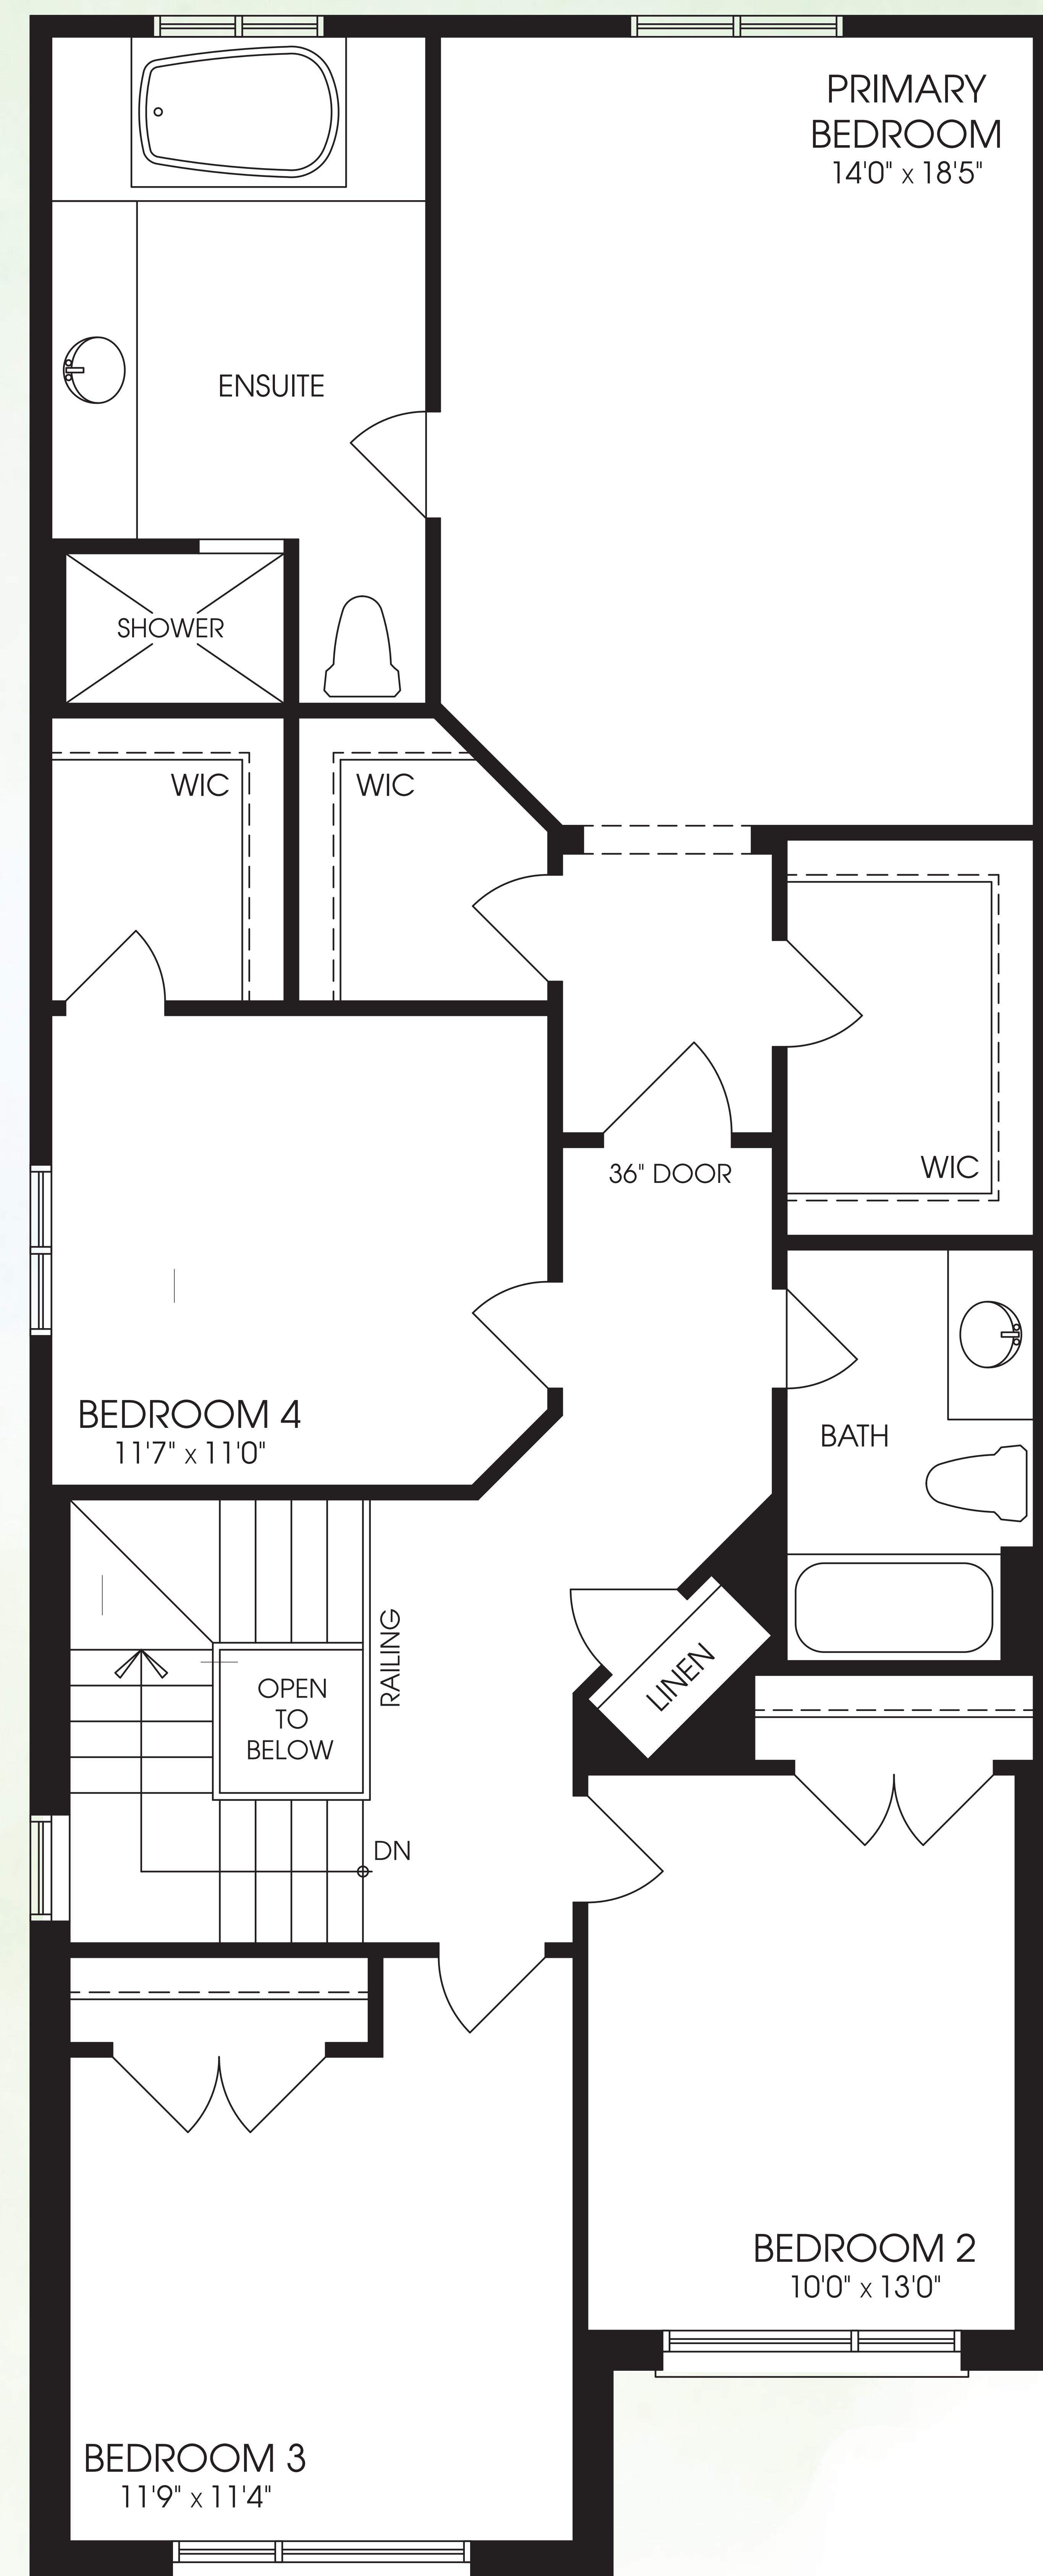 PRIMARY
BEDROOM
14'0" x 18'5"
ENSUITE
SHOWER
WIC
WIC
WIC
36" DOOR
BEDROOM 4
11'7" x 11'0"
BATH
LINEN
RAILING
OPEN
TO
BELOW
DN
BEDROOM 2
10'0" x 13'0"
BEDROOM 3
11'9" x 11'4"